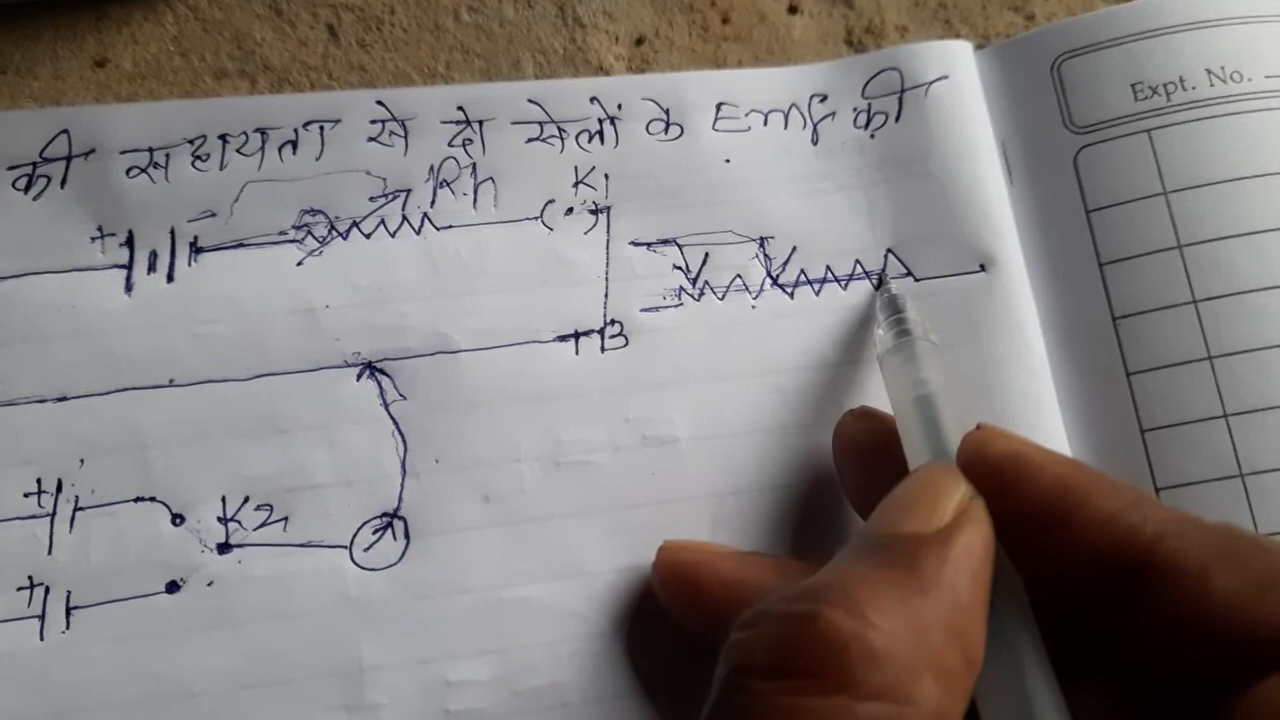 की सहायता से दो सेलों के Emf की
Expt. No.
+ - Rh K1
+B
+ K2
+